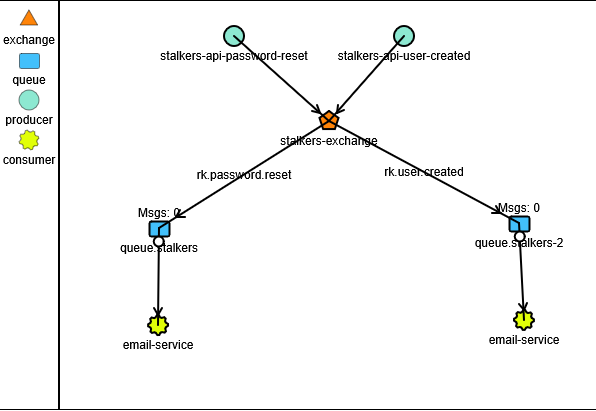 exchange
queue
producer
consumer
stalkers-api-password-reset
stalkers-api-user-created
stalkers-exchange
rk.password.reset
rk.user.created
Msgs: 0
queue.stalkers
Msgs: 0
queue.stalkers-2
email-service
email-service